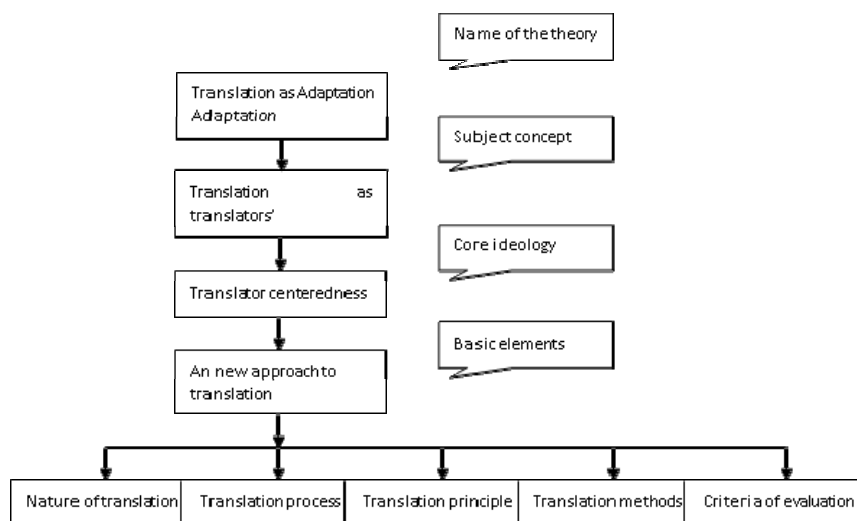 Name of the theory
Translation as Adaptation
Adaptation
Subject concept
Translation as
translators'
Core ideology
Translator centeredness
Basic elements
An new approach to
translation
Nature of translation
Translation process
Translation principle
Translation methods
Criteria of evaluation